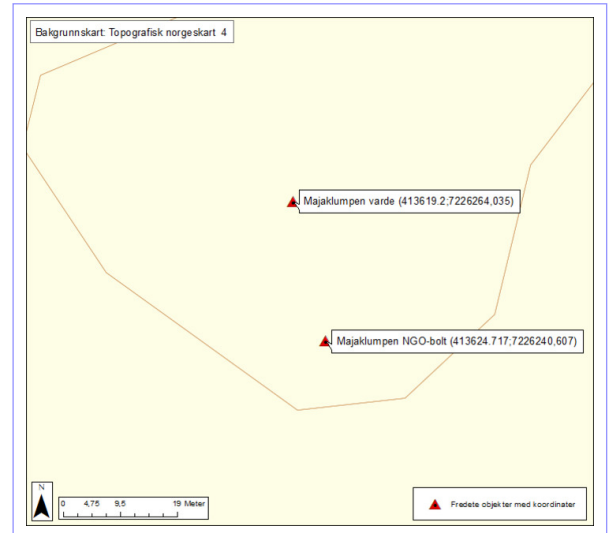 Bakgrunnskart: Topografisk norgeskart 4
Majaklumpen varde (413619.2;7226264,035)
Majaklumpen NGO-bolt (413624.717;7226240,607)
N
0 4,75 9,5 19 Meter
Fredete objekter med koordinater